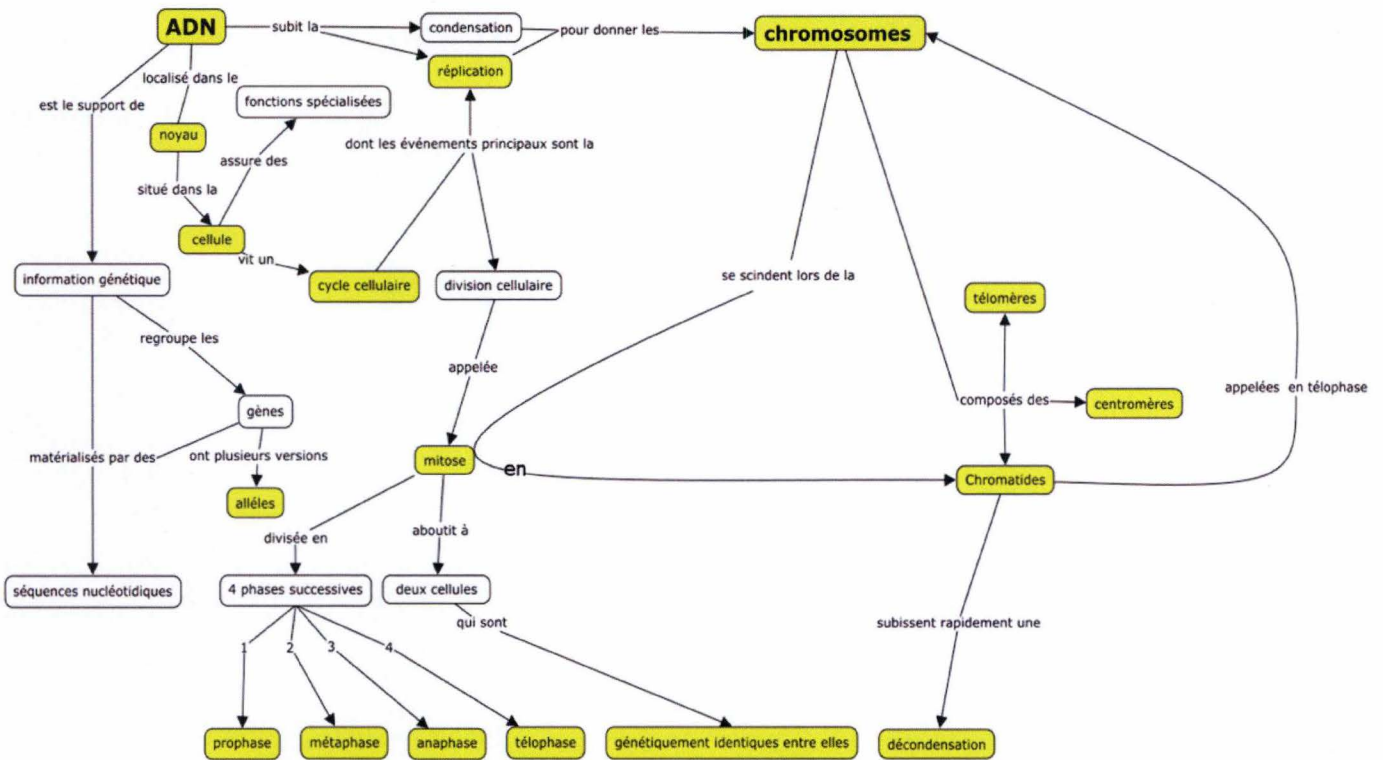 ADN
subit la
condensation
pour donner les
chromosomes
réplication
localisé dans le
est le support de
fonctions spécialisées
noyau
dont les événements principaux sont la
assure des
situé dans la
cellule
vit un
information génétique
cycle cellulaire
division cellulaire
se scindent lors de la
télomères
regroupe les
appelée
appelées en télophase
gènes
composés des
centromères
matérialisés par des
ont plusieurs versions
mitose
en
Chromatides
alléles
divisée en
aboutit à
séquences nucléotidiques
4 phases successives
deux cellules
qui sont
subissent rapidement une
1
2
3
4
prophase
métaphase
anaphase
télophase
génétiquement identiques entre elles
décondensation